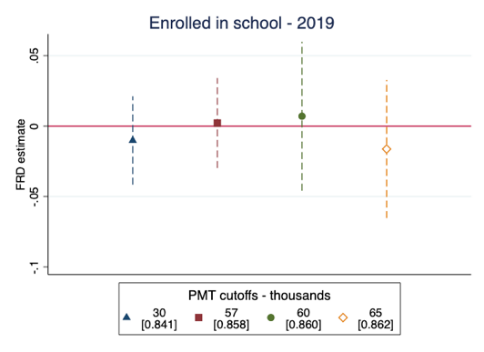 Enrolled in school - 2019
.05
0
-.05
-.1
FRD estimate
PMT cutoffs - thousands
30 57 60 65
[0.841] [0.858] [0.860] [0.862]